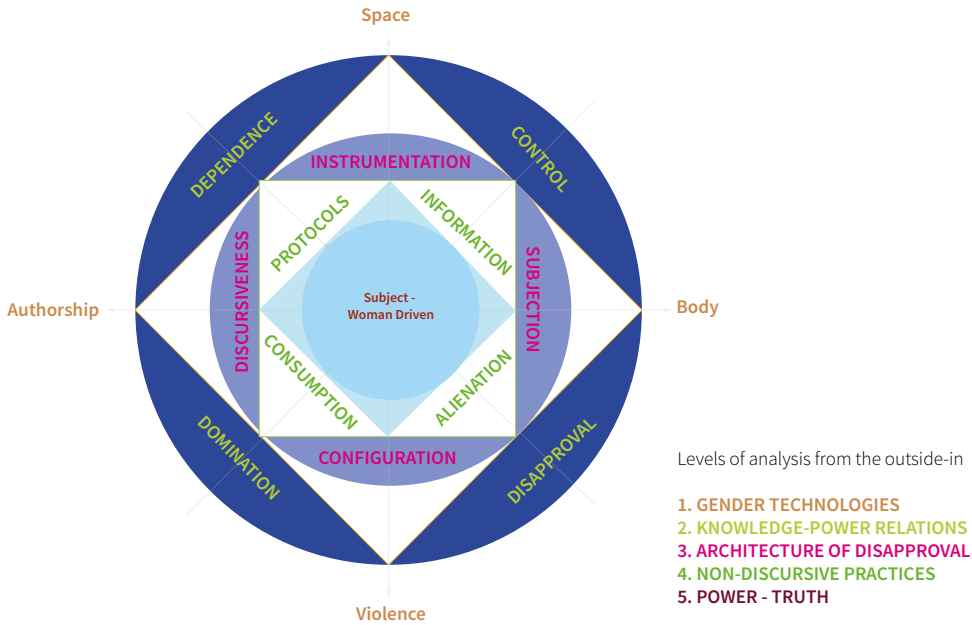 Space
DEPENDENCE
CONTROL
INSTRUMENTATION
PROTOCOLS
INFORMATION
DISCURSIVENESS
SUBJECTION
Authorship
Subject -
Woman Driven
Body
CONSUMPTION
ALIENATION
DOMINATION
CONFIGURATION
DISAPPROVAL
Violence
Levels of analysis from the outside-in
1. GENDER TECHNOLOGIES
2. KNOWLEDGE-POWER RELATIONS
3. ARCHITECTURE OF DISAPPROVAL
4. NON-DISCURSIVE PRACTICES
5. POWER - TRUTH